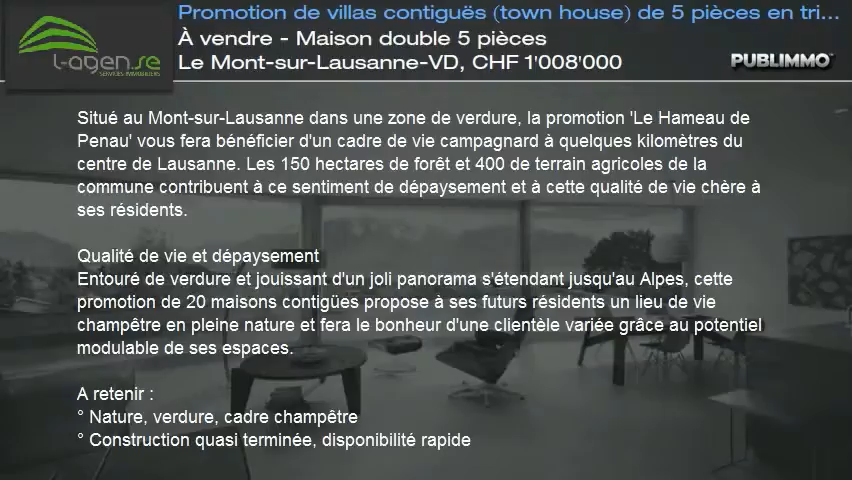 l-agen.se
SERVICES IMMOBILIERS
Promotion de villas contiguës (town house) de 5 pièces en tri...
À vendre - Maison double 5 pièces
Le Mont-sur-Lausanne-VD, CHF 1'008'000
PUBLIMMO
Situé au Mont-sur-Lausanne dans une zone de verdure, la promotion 'Le Hameau de
Penau' vous fera bénéficier d'un cadre de vie campagnard à quelques kilomètres du
centre de Lausanne. Les 150 hectares de forêt et 400 de terrain agricoles de la
commune contribuent à ce sentiment de dépaysement et à cette qualité de vie chère à
ses résidents.
Qualité de vie et dépaysement
Entouré de verdure et jouissant d'un joli panorama s'étendant jusqu'au Alpes, cette
promotion de 20 maisons contigües propose à ses futurs résidents un lieu de vie
champêtre en pleine nature et fera le bonheur d'une clientèle variée grâce au potentiel
modulable de ses espaces.
A retenir :
° Nature, verdure, cadre champêtre
° Construction quasi terminée, disponibilité rapide